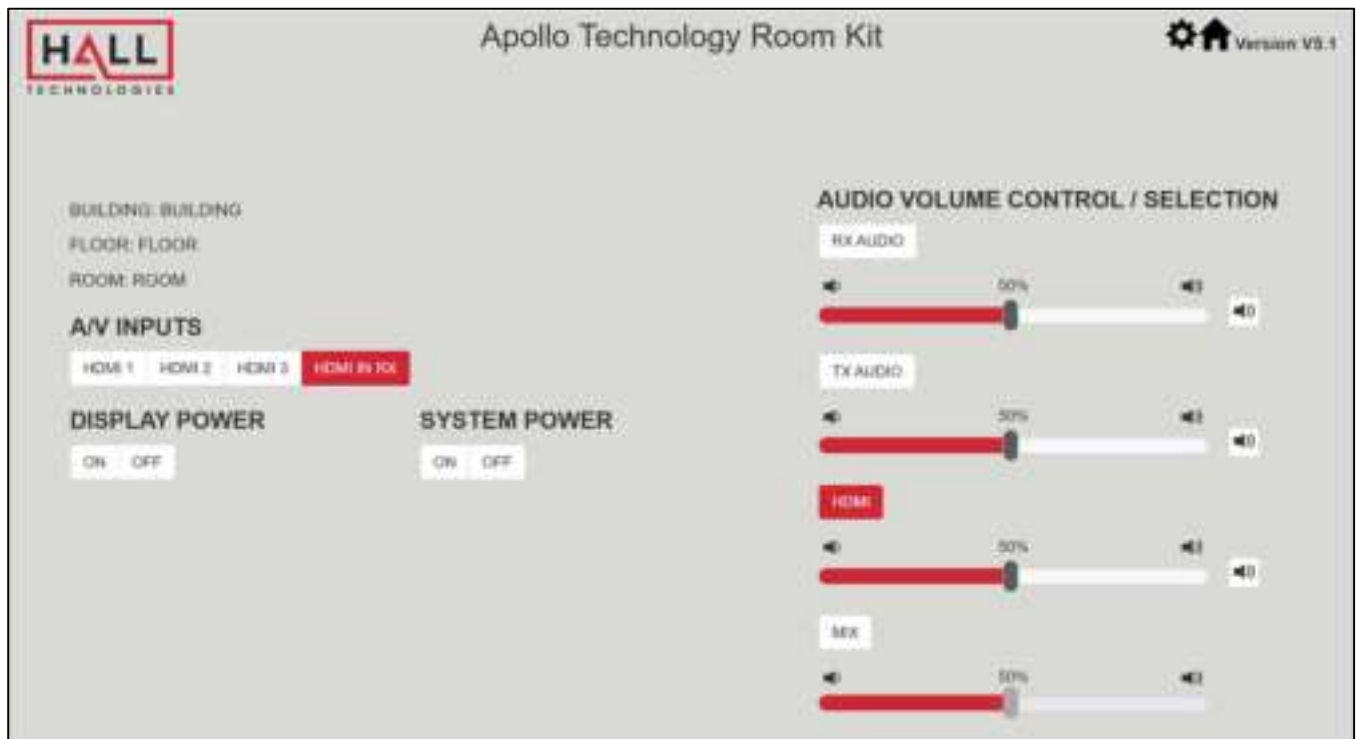 HALL
TECHNOLOGIES
Apollo Technology Room Kit
Version V5.1
BUILDING: BUILDING
FLOOR: FLOOR
ROOM: ROOM
A/V INPUTS
HDMI 1 HDMI 2 HDMI 3 HDMI IN RX
DISPLAY POWER
ON OFF
SYSTEM POWER
ON OFF
AUDIO VOLUME CONTROL / SELECTION
RX AUDIO
50%
TX AUDIO
50%
HDMI
50%
MIX
50%